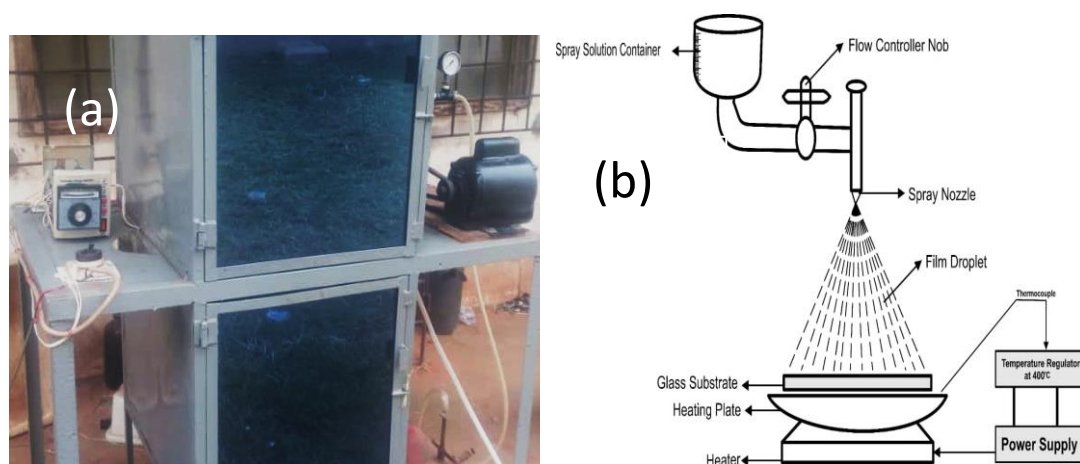 (a)
(b)
Spray Solution Container
Flow Controller Nob
Spray Nozzle
Film Droplet
Thermocouple
Glass Substrate
Temperature Regulator
at 400°C
Heating Plate
Power Supply
Heater